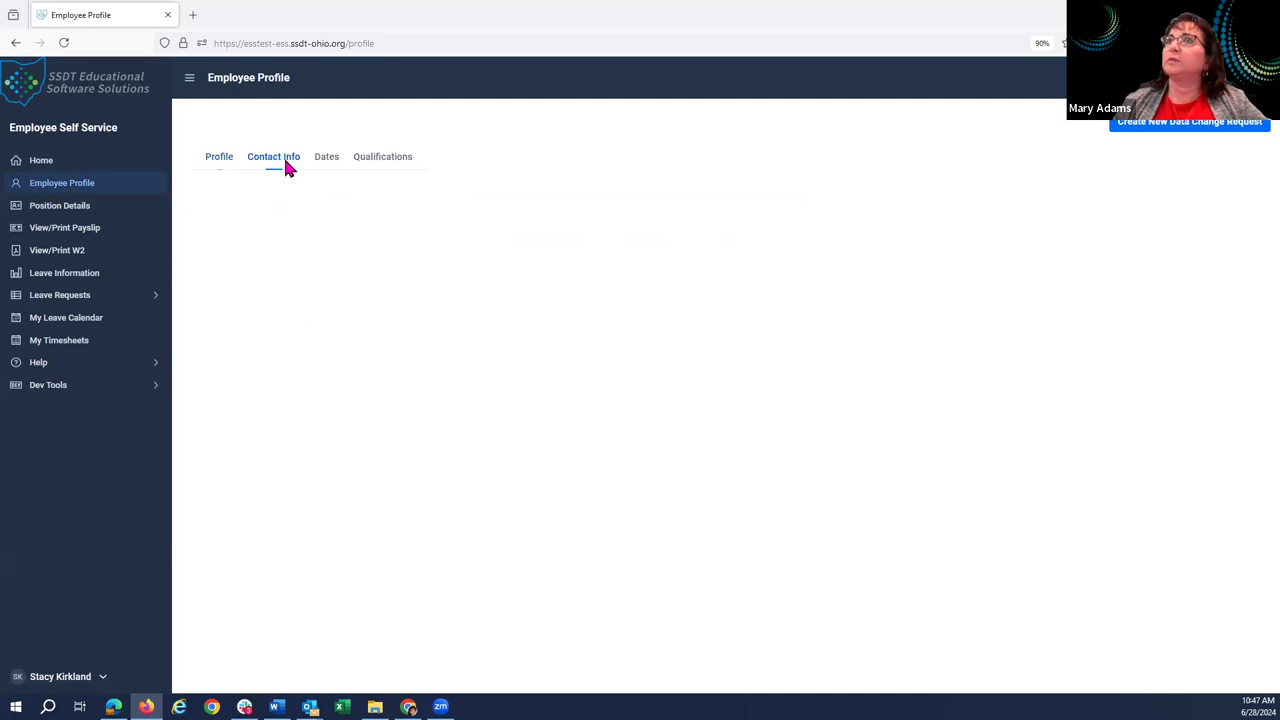 Employee Profile
https://esstest-ess.ssdt-ohio.org/profile
90%
SSDT Educational
Software Solutions
Employee Profile
Mary Adams
Create New Data Change Request
Employee Self Service
Profile
Contact Info
Dates
Qualifications
Home
Employee Profile
Position Details
View/Print Payslip
View/Print W2
Leave Information
Leave Requests
My Leave Calendar
My Timesheets
Help
Dev Tools
SK
Stacy Kirkland
10:47 AM
6/28/2024